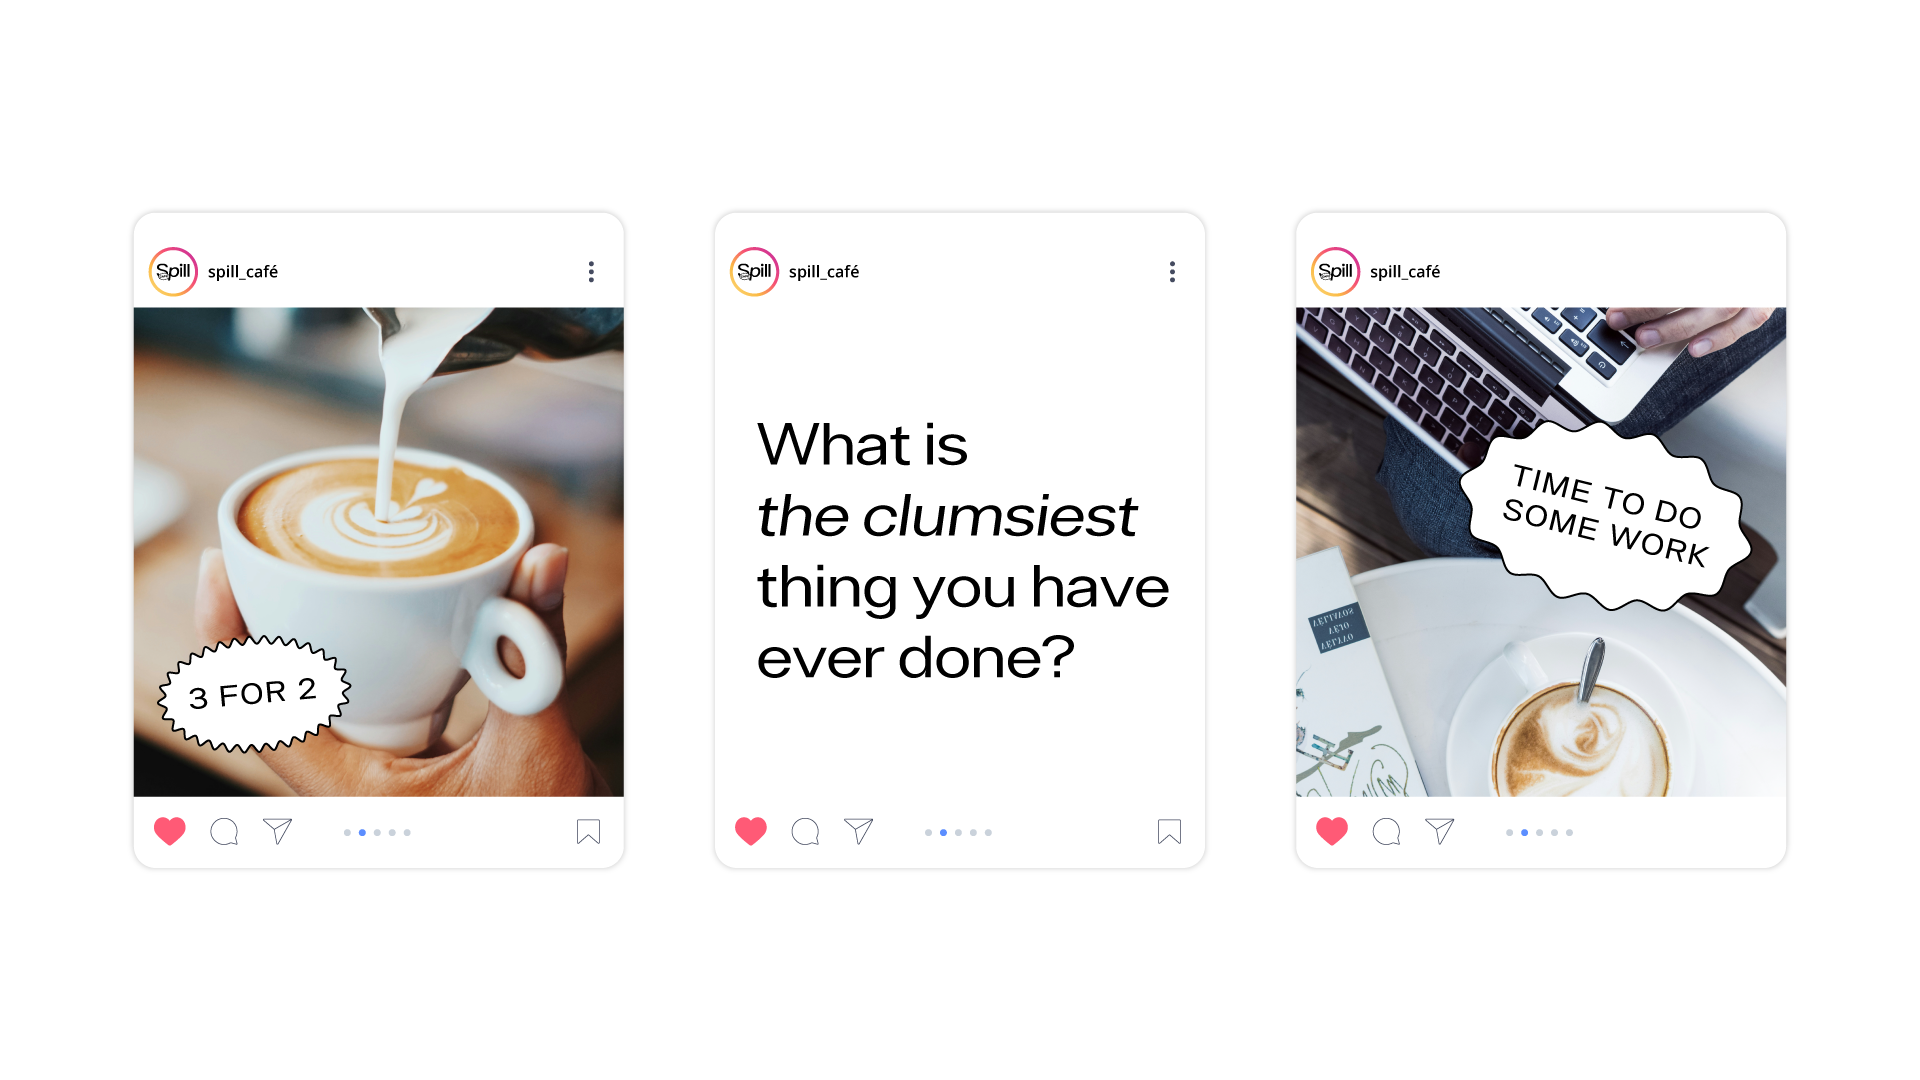 Spill
spill_café
3 FOR 2
Spill
spill_café
What is
the clumsiest
thing you have
ever done?
Spill
spill_café
TIME TO DO
SOME WORK